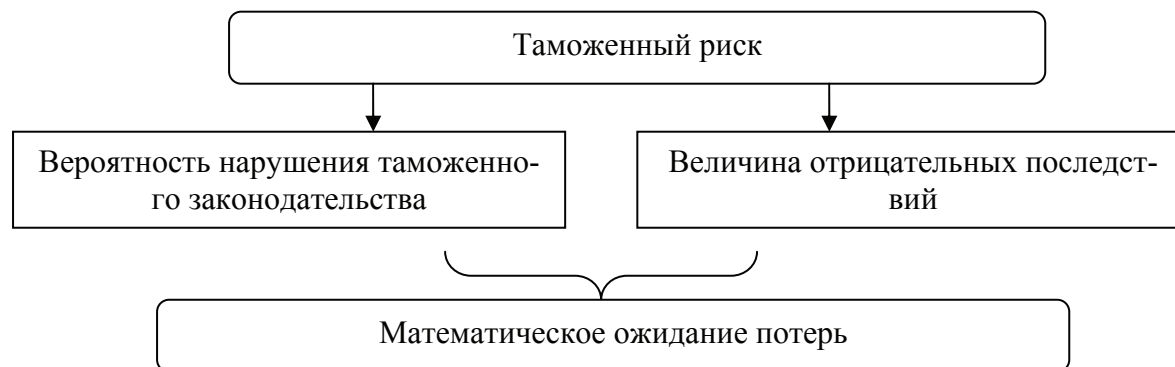 Таможенный риск
Вероятность нарушения таможенно-
го законодательства
Величина отрицательных последст-
вий
Математическое ожидание потерь